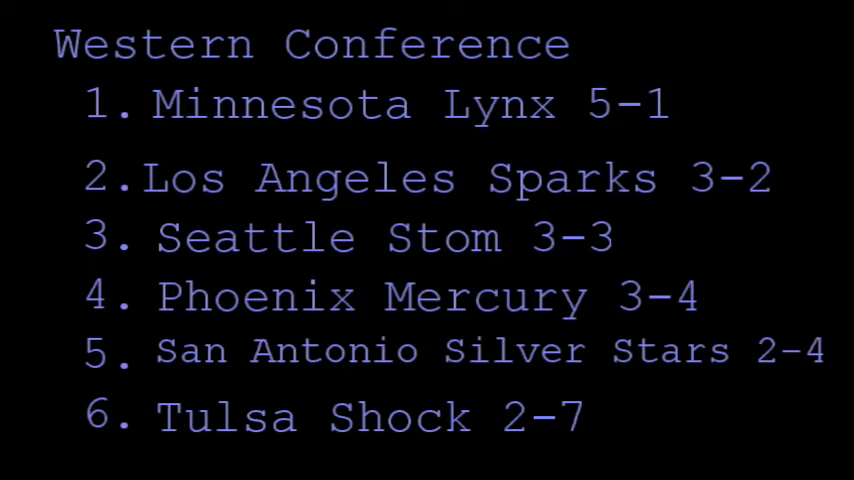 Western Conference
1. Minnesota Lynx 5-1
2. Los Angeles Sparks 3-2
3. Seattle Stom 3-3
4. Phoenix Mercury 3-4
5. San Antonio Silver Stars 2-4
6. Tulsa Shock 2-7